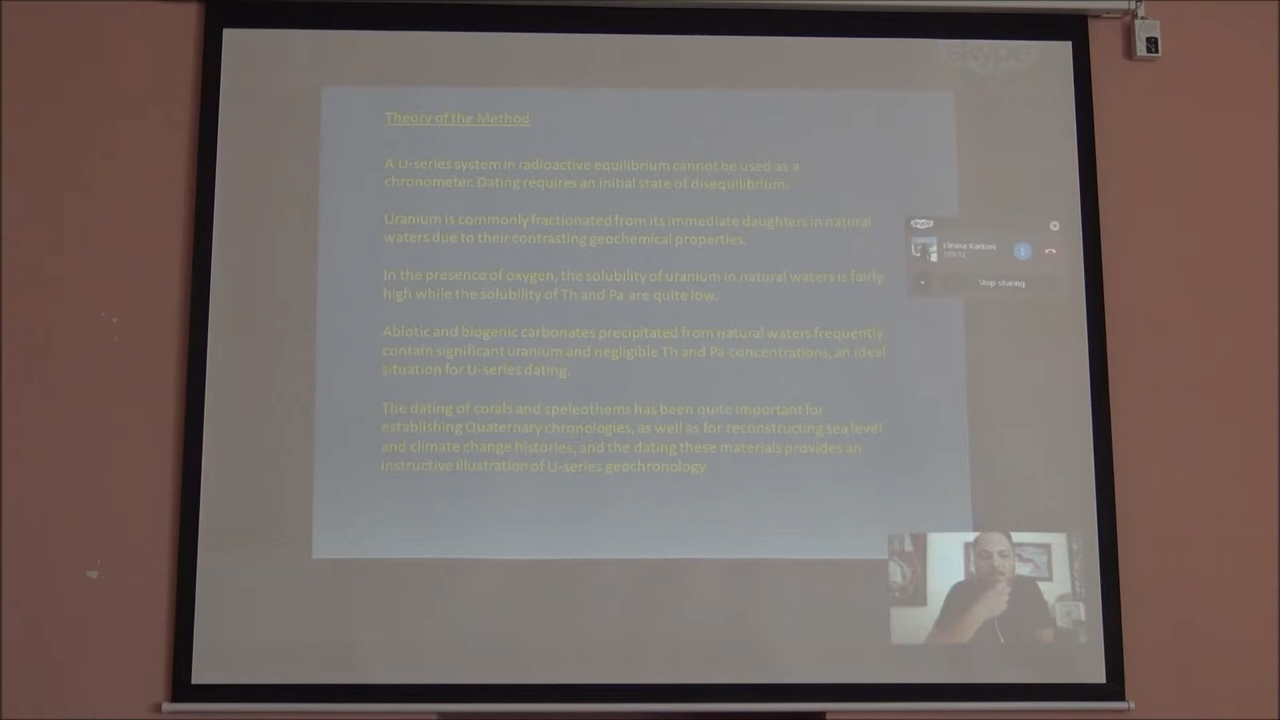 skype
Theory of the Method
A U-series system in radioactive equilibrium cannot be used as a
chronometer. Dating requires an initial state of disequilibrium.
Uranium is commonly fractionated from its immediate daughters in natural
waters due to their contrasting geochemical properties.
In the presence of oxygen, the solubility of uranium in natural waters is fairly
high while the solubility of Th and Pa are quite low.
Abiotic and biogenic carbonates precipitated from natural waters frequently
contain significant uranium and negligible Th and Pa concentrations, an ideal
situation for U-series dating.
The dating of corals and speleothems has been quite important for
establishing Quaternary chronologies, as well as for reconstructing sea level
and climate change histories, and the dating these materials provides an
instructive illustration of U-series geochronology
skype
Stop sharing